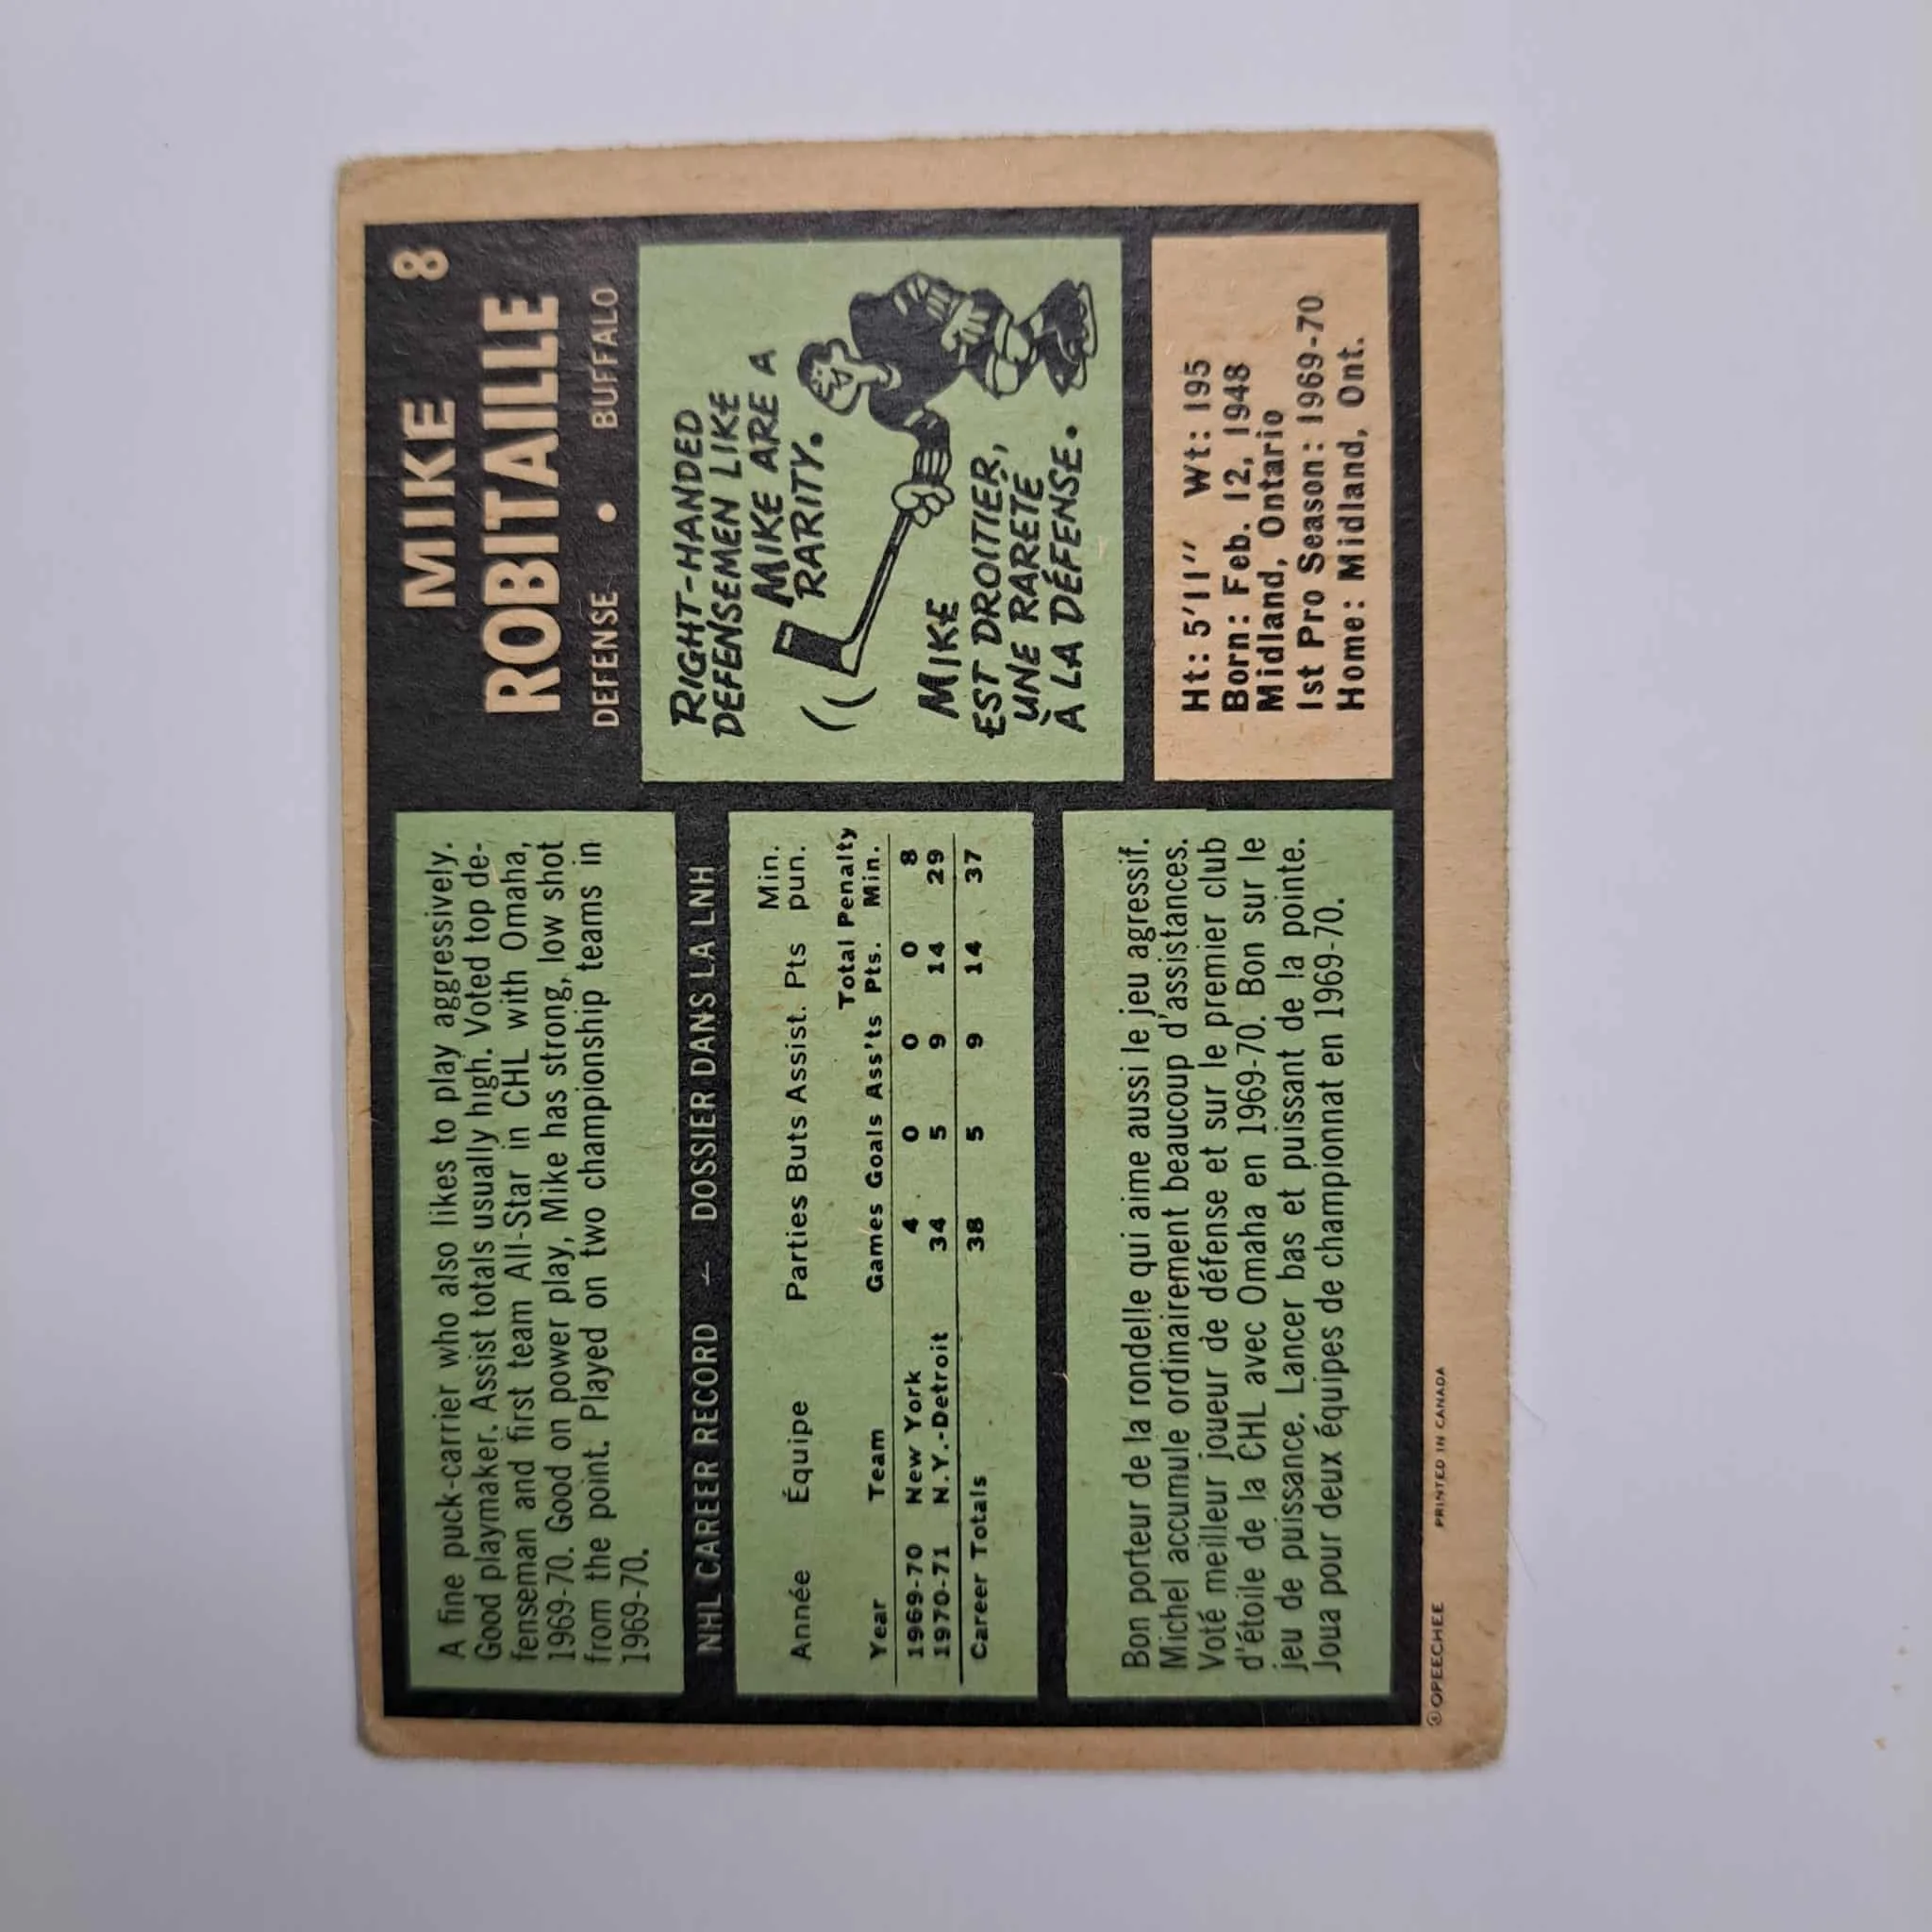 A fine puck-carrier who also likes to play aggressively.
Good playmaker. Assist totals usually high. Voted top de-
fenseman and first team All-Star in CHL with Omaha,
1969-70. Good on power play, Mike has strong, low shot
from the point. Played on two championship teams in
1969-70.
MIKE 8
ROBITAILLE
DEFENSE • BUFFALO
NHL CAREER RECORD — DOSSIER DANS LA LNH
Année Équipe Parties Buts Assist. Pts Min. pun.
Total Penalty
Year Team Games Goals Ass'ts Pts. Min.
1969-70 New York 4 0 0 0 8
1970-71 N.Y.-Detroit 34 5 9 14 29
Career Totals 38 5 9 14 37
RIGHT-HANDED
DEFENSEMEN LIKE
MIKE ARE A
RARITY.
MIKE
EST DROITIER,
UNE RARETÉ
À LA DÉFENSE.
Bon porteur de la rondelle qui aime aussi le jeu agressif.
Michel accumule ordinairement beaucoup d'assistances.
Voté meilleur joueur de défense et sur le premier club
d'étoile de la CHL avec Omaha en 1969-70. Bon sur le
jeu de puissance. Lancer bas et puissant de la pointe.
Joua pour deux équipes de championnat en 1969-70.
Ht: 5'11" Wt: 195
Born: Feb. 12, 1948
Midland, Ontario
1st Pro Season: 1969-70
Home: Midland, Ont.
© OPEECHEE PRINTED IN CANADA